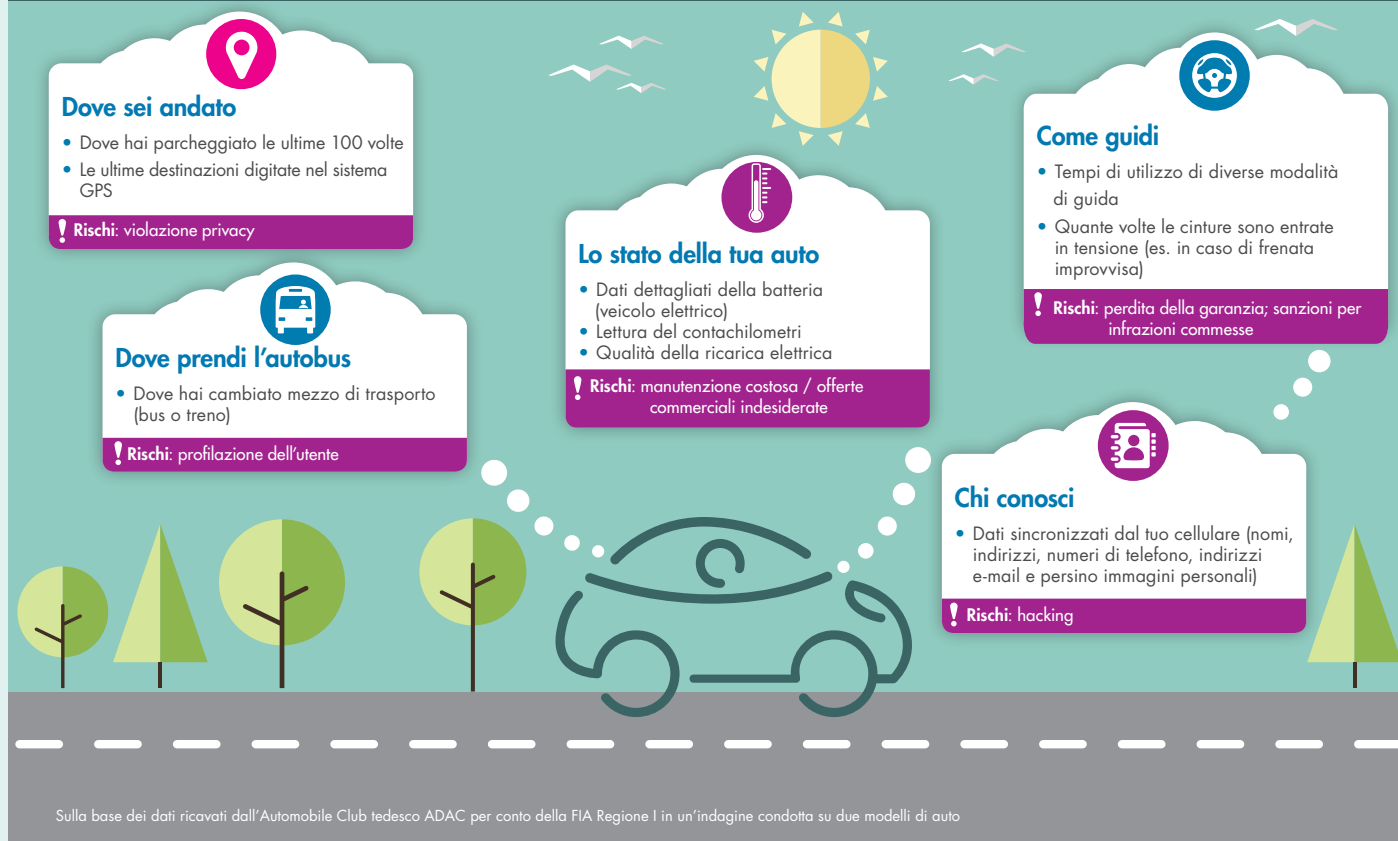 Dove sei andato
• Dove hai parcheggiato le ultime 100 volte
• Le ultime destinazioni digitate nel sistema
GPS
! Rischi: violazione privacy
Dove prendi l'autobus
• Dove hai cambiato mezzo di trasporto
(bus o treno)
! Rischi: profilazione dell'utente
Lo stato della tua auto
• Dati dettagliati della batteria
(veicolo elettrico)
• Lettura del contachilometri
• Qualità della ricarica elettrica
! Rischi: manutenzione costosa / offerte
commerciali indesiderate
Come guidi
• Tempi di utilizzo di diverse modalità
di guida
• Quante volte le cinture sono entrate
in tensione (es. in caso di frenata
improvvisa)
! Rischi: perdita della garanzia; sanzioni per
infrazioni commesse
Chi conosci
• Dati sincronizzati dal tuo cellulare (nomi,
indirizzi, numeri di telefono, indirizzi
e-mail e persino immagini personali)
! Rischi: hacking
Sulla base dei dati ricavati dall'Automobile Club tedesco ADAC per conto della FIA Regione I in un'indagine condotta su due modelli di auto